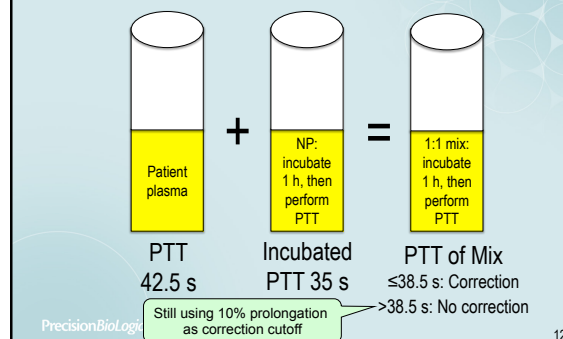 Patient
plasma
+
NP:
incubate
1 h, then
perform
PTT
=
1:1 mix:
incubate
1 h, then
perform
PTT
PTT
42.5 s
Incubated
PTT 35 s
PTT of Mix
≤38.5 s: Correction
>38.5 s: No correction
Still using 10% prolongation
as correction cutoff
PrecisionBioLogic
12